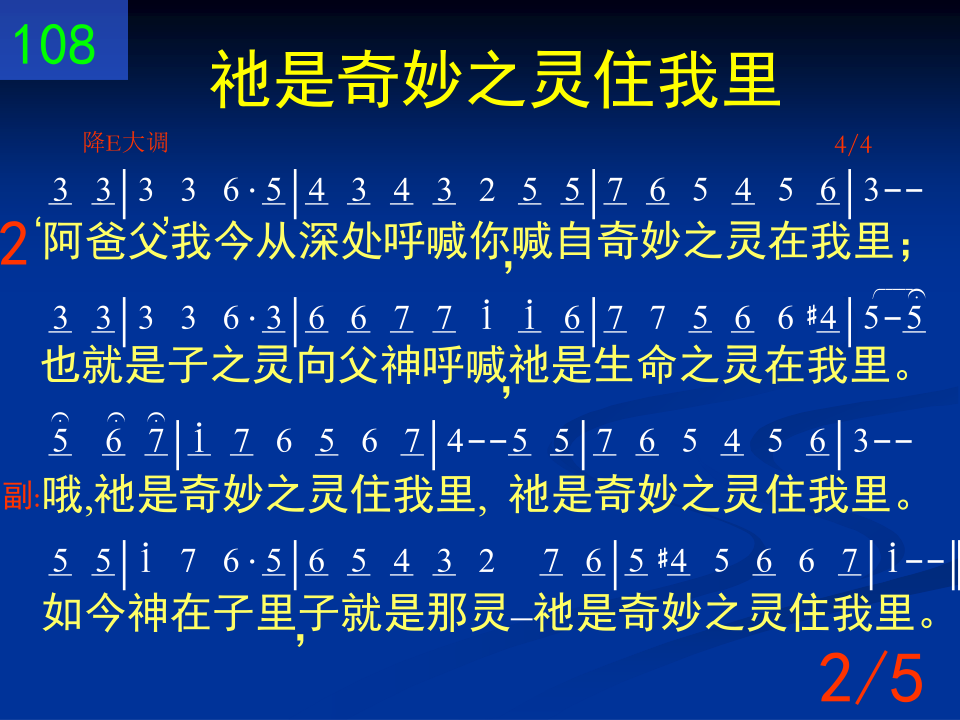 108
祂是奇妙之灵住我里
降E大调 4/4
3 3|3 3 6·5|4 3 4 3 2 5 5|7 6 5 4 5 6|3--
2 ‘阿爸父’我今从深处呼喊你,喊自奇妙之灵在我里；
3 3|3 3 6·3|6 6 7 7 i i 6|7 7 5 6 6 #4|5-5
也就是子之灵向父神呼喊,祂是生命之灵在我里。
5 6 7|i 7 6 5 6 7|4--5 5|7 6 5 4 5 6|3--
副:哦,祂是奇妙之灵住我里, 祂是奇妙之灵住我里。
5 5|i 7 6·5|6 5 4 3 2 7 6|5 #4 5 6 6 7|i--‖
如今神在子里,子就是那灵–祂是奇妙之灵住我里。
2/5